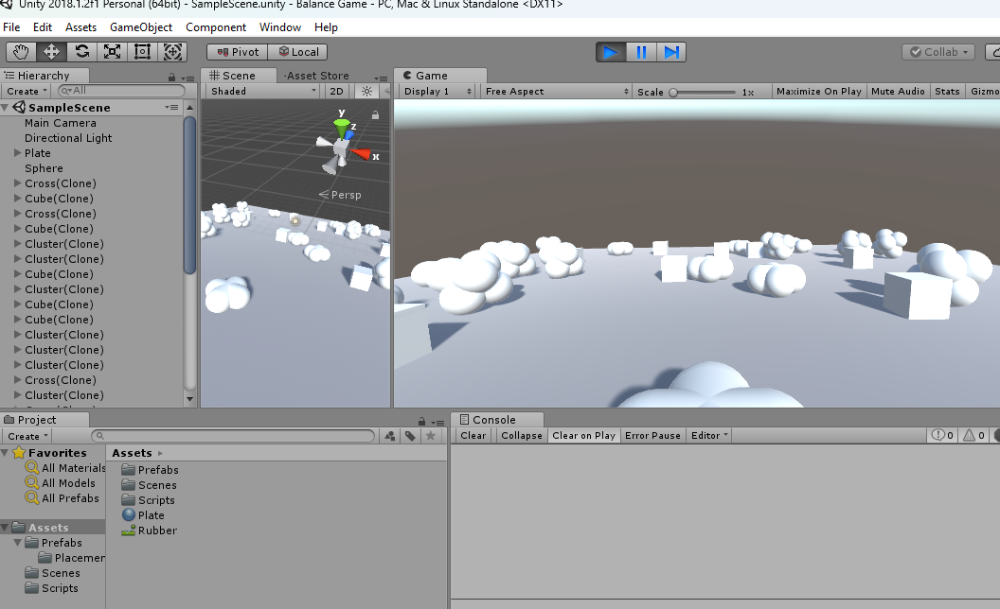 Unity 2018.1.2f1 Personal (64bit) - SampleScene.unity - Balance Game - PC, Mac & Linux Standalone <DX11>
File Edit Assets GameObject Component Window Help
Pivot Local Collab
Hierarchy
Create All
SampleScene
Main Camera
Directional Light
Plate
Sphere
Cross(Clone)
Cube(Clone)
Cross(Clone)
Cube(Clone)
Cluster(Clone)
Cluster(Clone)
Cube(Clone)
Cluster(Clone)
Cube(Clone)
Cube(Clone)
Cluster(Clone)
Cluster(Clone)
Cluster(Clone)
Cross(Clone)
Cluster(Clone)
Scene Asset Store
Shaded 2D
y
z
x
Persp
Game
Display 1 Free Aspect Scale 1x Maximize On Play Mute Audio Stats Gizmo
Project
Create
Favorites
All Materials
All Models
All Prefabs
Assets
Prefabs
Placemen
Scenes
Scripts
Assets
Prefabs
Scenes
Scripts
Plate
Rubber
Console
Clear Collapse Clear on Play Error Pause Editor 0 0